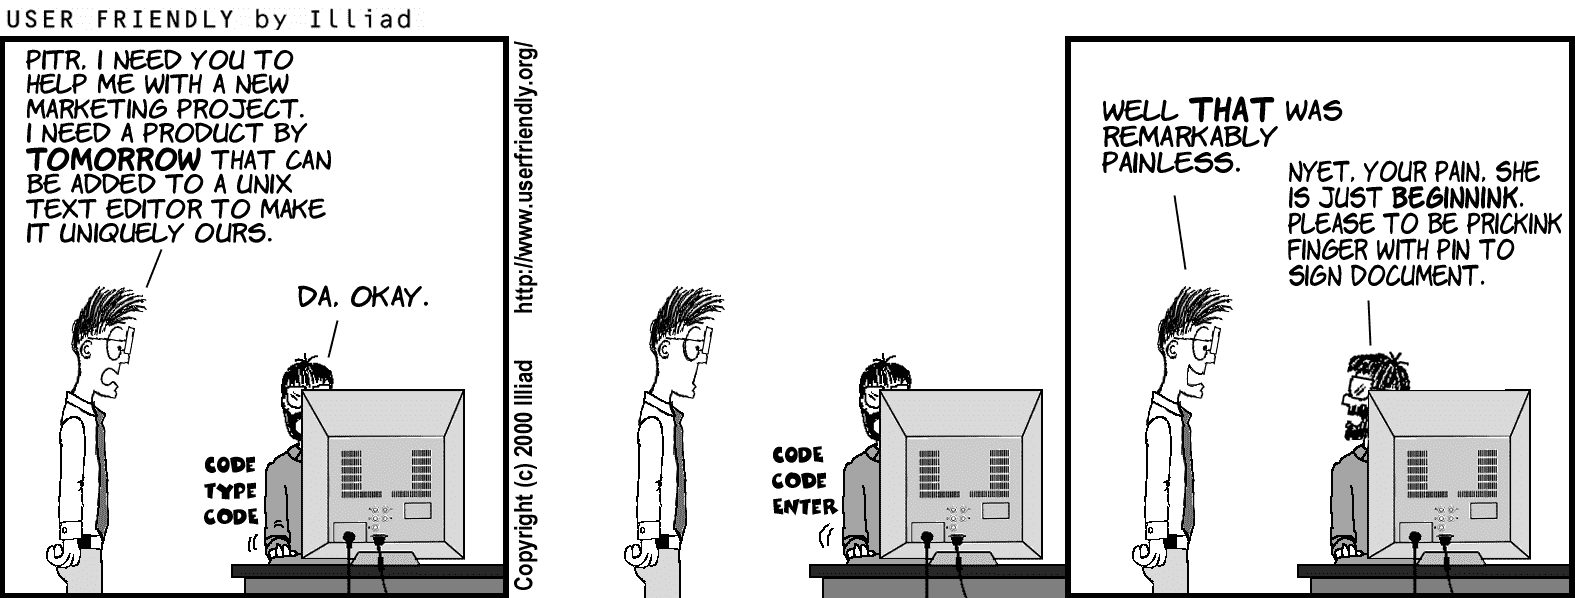 USER FRIENDLY by Illiad
PITR, I NEED YOU TO
HELP ME WITH A NEW
MARKETING PROJECT.
I NEED A PRODUCT BY
TOMORROW THAT CAN
BE ADDED TO A UNIX
TEXT EDITOR TO MAKE
IT UNIQUELY OURS.
DA, OKAY.
CODE
TYPE
CODE
Copyright (c) 2000 Illiad http://www.userfriendly.org/
CODE
CODE
ENTER
WELL THAT WAS
REMARKABLY
PAINLESS.
NYET, YOUR PAIN, SHE
IS JUST BEGINNINK.
PLEASE TO BE PRICKINK
FINGER WITH PIN TO
SIGN DOCUMENT.